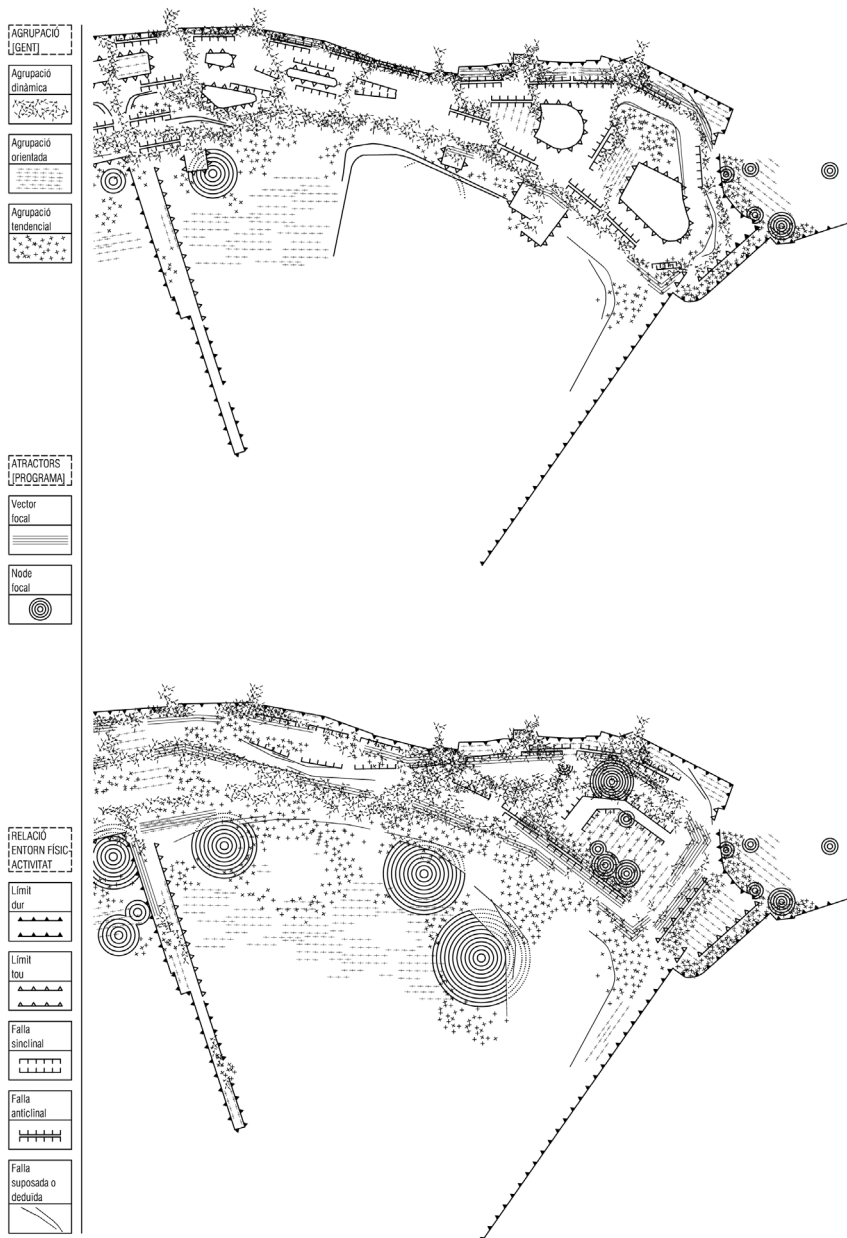 AGRUPACIÓ
[GENT]
Agrupació
dinàmica
Agrupació
orientada
Agrupació
tendencial
ATRACTORS
[PROGRAMA]
Vector
focal
Node
focal
RELACIÓ
ENTORN FÍSIC
ACTIVITAT
Límit
dur
Límit
tou
Falla
sinclinal
Falla
anticlinal
Falla
suposada o
deduïda